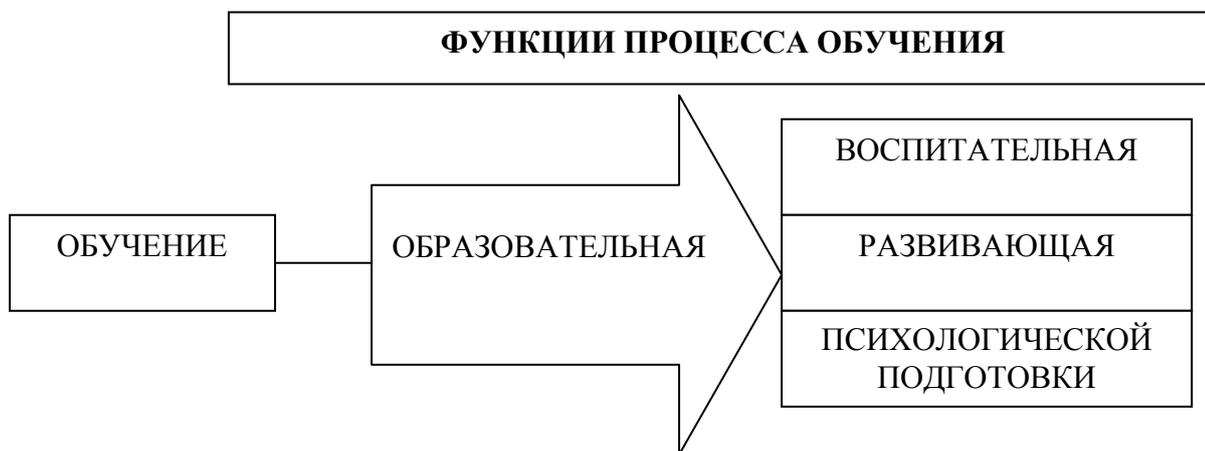 ФУНКЦИИ ПРОЦЕССА ОБУЧЕНИЯ
ОБУЧЕНИЕ
ОБРАЗОВАТЕЛЬНАЯ
ВОСПИТАТЕЛЬНАЯ
РАЗВИВАЮЩАЯ
ПСИХОЛОГИЧЕСКОЙ
ПОДГОТОВКИ